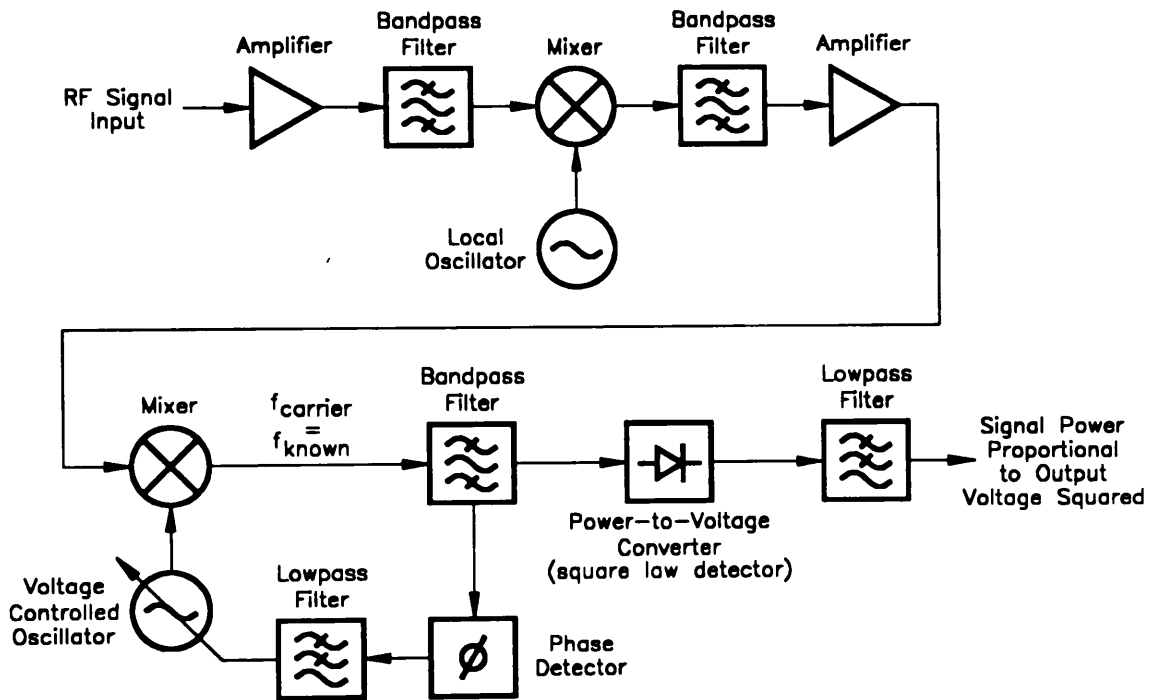 Amplifier
Bandpass
Filter
Mixer
Bandpass
Filter
Amplifier
RF Signal
Input
Local
Oscillator
Mixer
f carrier
=
f known
Bandpass
Filter
Lowpass
Filter
Signal Power
Proportional
to Output
Voltage Squared
Power-to-Voltage
Converter
(square law detector)
Voltage
Controlled
Oscillator
Lowpass
Filter
ø
Phase
Detector